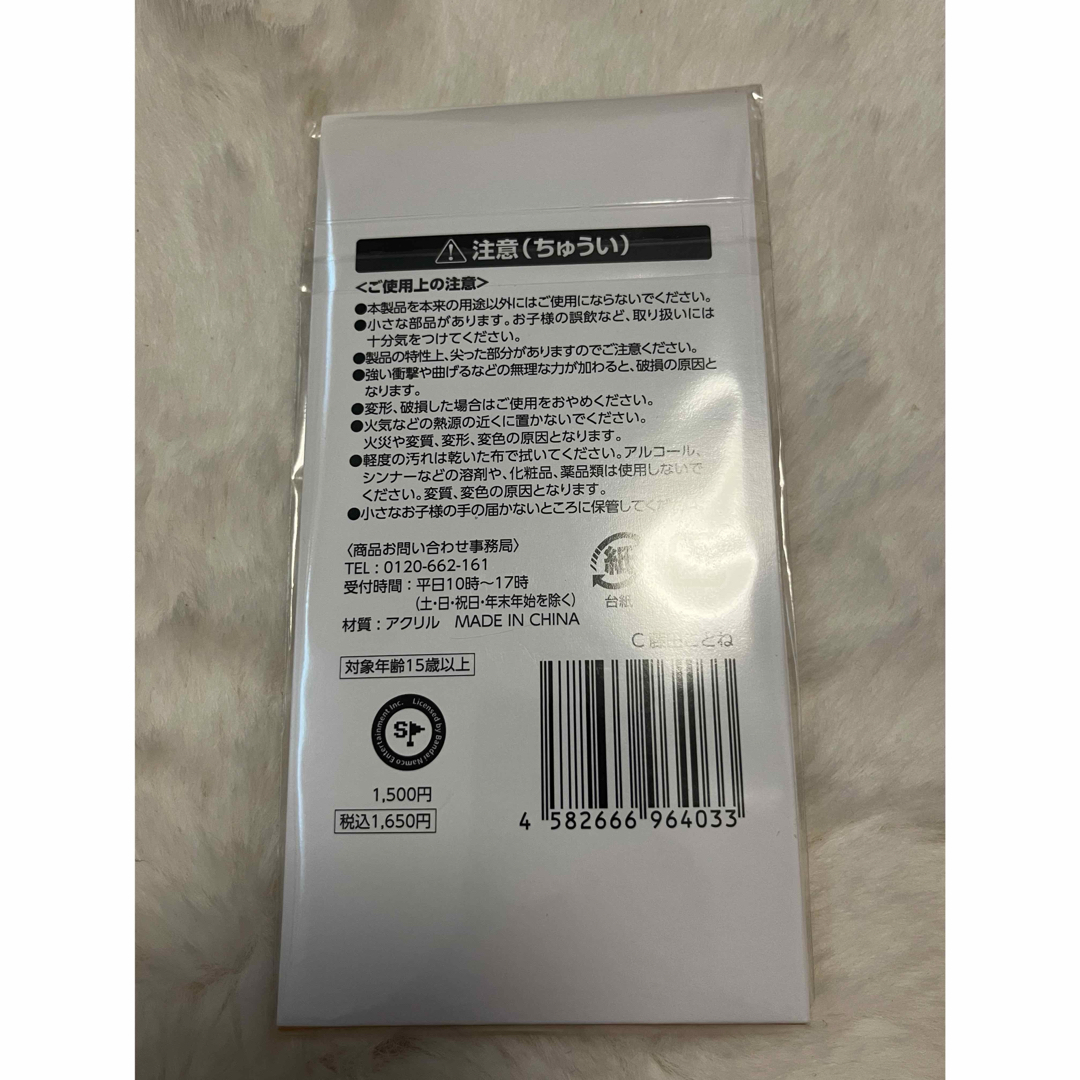 注意（ちゅうい）
＜ご使用上の注意＞
●本製品を本来の用途以外にはご使用にならないでください。
●小さな部品があります。お子様の誤飲など、取り扱いには
十分気をつけてください。
●製品の特性上、尖った部分がありますのでご注意ください。
●強い衝撃や曲げるなどの無理な力が加わると、破損の原因と
なります。
●変形、破損した場合はご使用をおやめください。
●火気などの熱源の近くに置かないでください。
火災や変質、変形、変色の原因となります。
●軽度の汚れは乾いた布で拭いてください。アルコール、
シンナーなどの溶剤や、化粧品、薬品類は使用しないで
ください。変質、変色の原因となります。
●小さなお子様の手の届かないところに保管してください。
〈商品お問い合わせ事務局〉
TEL：0120-662-161
受付時間：平日10時～17時
（土・日・祝日・年末年始を除く）
材質：アクリル MADE IN CHINA
紙
台紙
C 藤田ことね
対象年齢15歳以上
Licensed by Bandai Namco Entertainment Inc.
SP
1,500円
税込1,650円
4 582666 964033